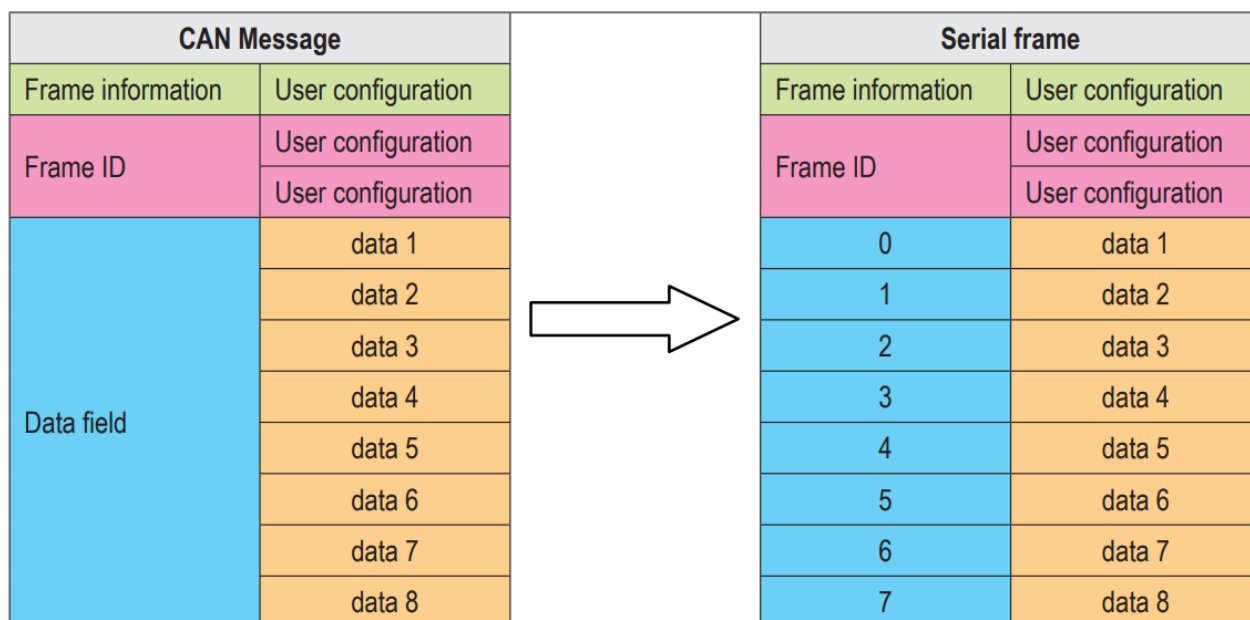 CAN Message Serial frame
Frame information User configuration Frame information User configuration
Frame ID User configuration Frame ID User configuration
User configuration User configuration
Data field data 1 0 data 1
data 2 1 data 2
data 3 2 data 3
data 4 3 data 4
data 5 4 data 5
data 6 5 data 6
data 7 6 data 7
data 8 7 data 8